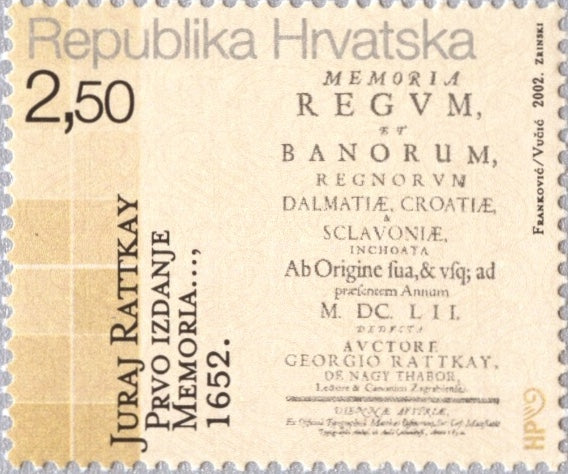 Republika Hrvatska
2,50
JURAJ RATTKAY
PRVO IZDANJE
MEMORIA...,
1652.
MEMORIA
REGVM,
ET
BANORUM,
REGNORVM
DALMATIÆ, CROATIÆ,
&
SCLAVONIÆ,
INCHOATA
Ab Origine ſua, & vſq; ad
præſentem Annum
M. DC. LII.
DEDUCTA
AVCTORE
GEORGIO RATTKAY,
DE NAGY THABOR,
Lectore & Canonico Zagrabiensi.
VIENNÆ AVSTRIÆ,
FRANKOVIĆ/VUČIĆ 2002. ZRINSKI
HP